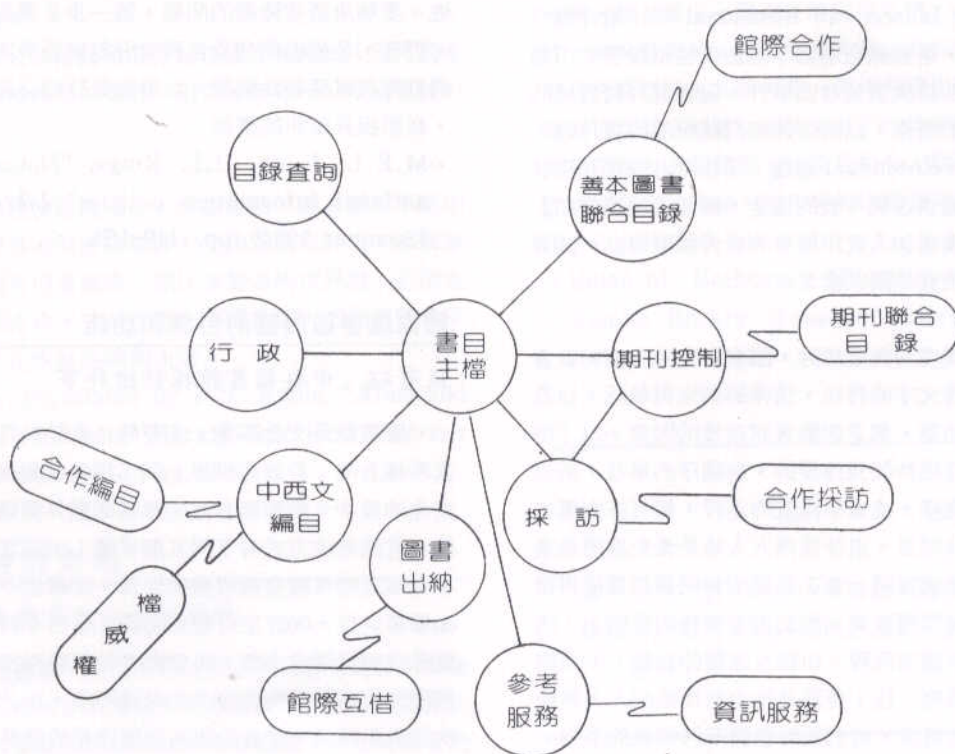 館際合作
目錄查詢
善本圖書
聯合目錄
行政
書目
主檔
期刊控制
期刊聯合
目錄
合作編目
中西文
編目
採訪
合作採訪
圖書
出納
權威檔
館際互借
參考
服務
資訊服務